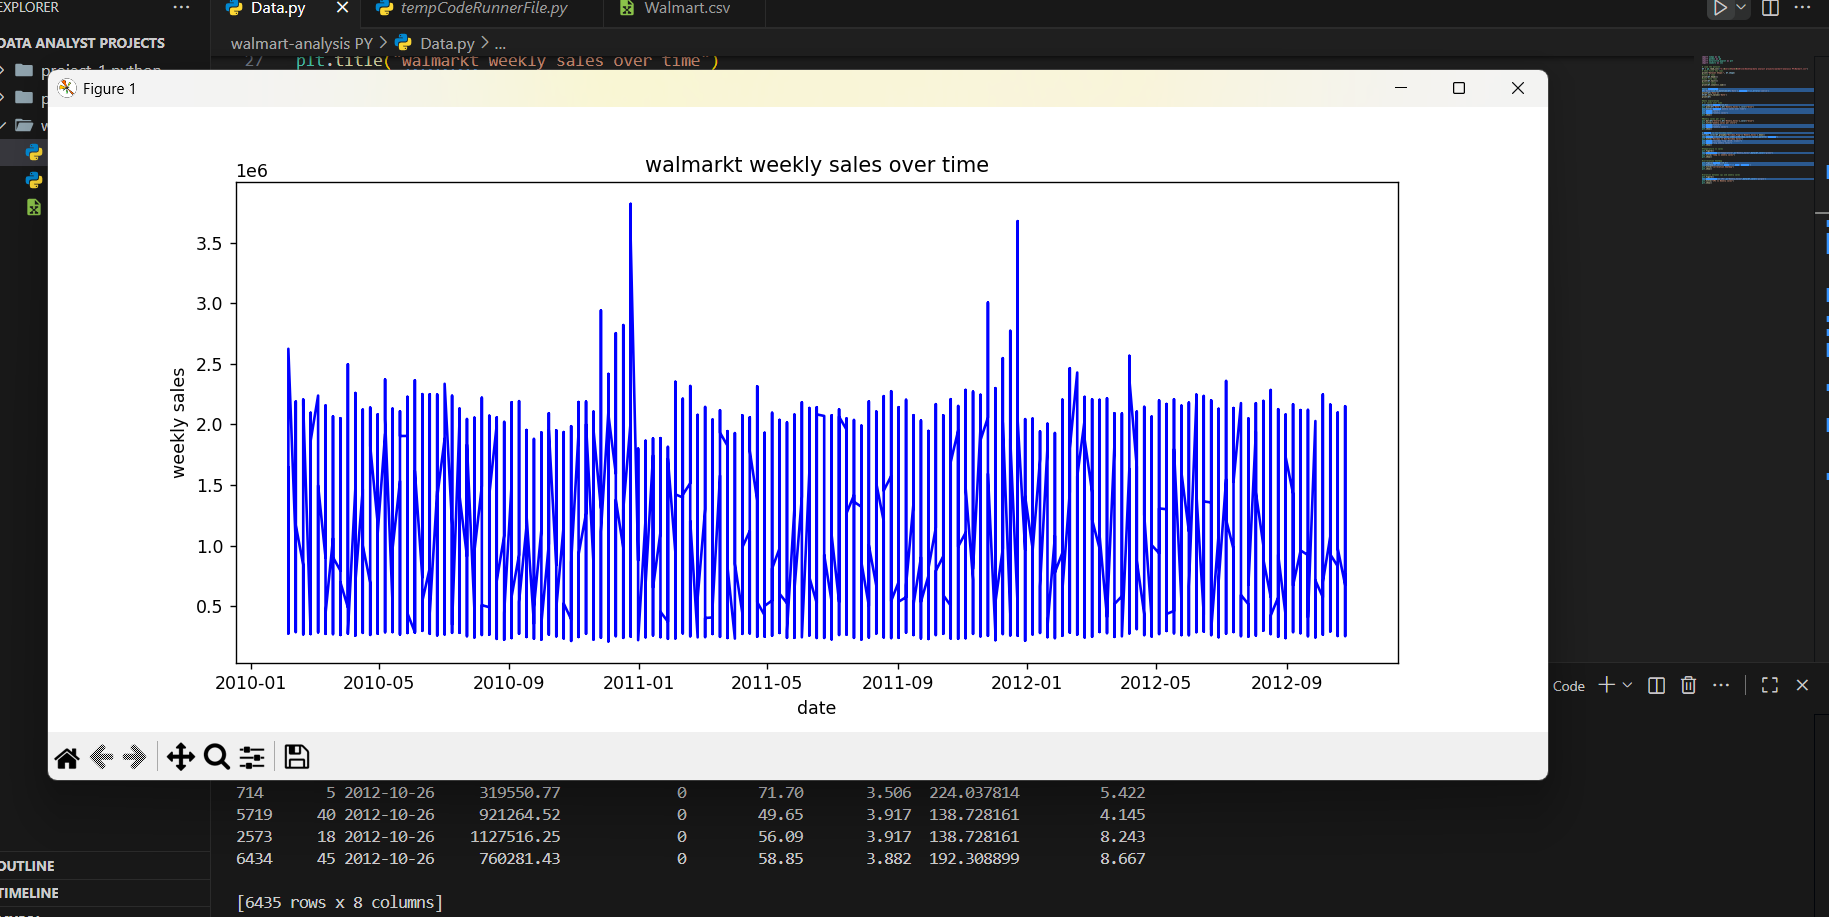 EXPLORER
···
Data.py
tempCodeRunnerFile.py
Walmart.csv
···
DATA ANALYST PROJECTS
walmart-analysis PY > Data.py > ...
27 plt.title("walmarkt weekly sales over time")
Figure 1
walmarkt weekly sales over time
1e6
3.5
3.0
2.5
2.0
1.5
1.0
0.5
weekly sales
2010-01 2010-05 2010-09 2011-01 2011-05 2011-09 2012-01 2012-05 2012-09
date
Code
···
714 5 2012-10-26 319550.77 0 71.70 3.506 224.037814 5.422
5719 40 2012-10-26 921264.52 0 49.65 3.917 138.728161 4.145
2573 18 2012-10-26 1127516.25 0 56.09 3.917 138.728161 8.243
6434 45 2012-10-26 760281.43 0 58.85 3.882 192.308899 8.667
[6435 rows x 8 columns]
OUTLINE
TIMELINE